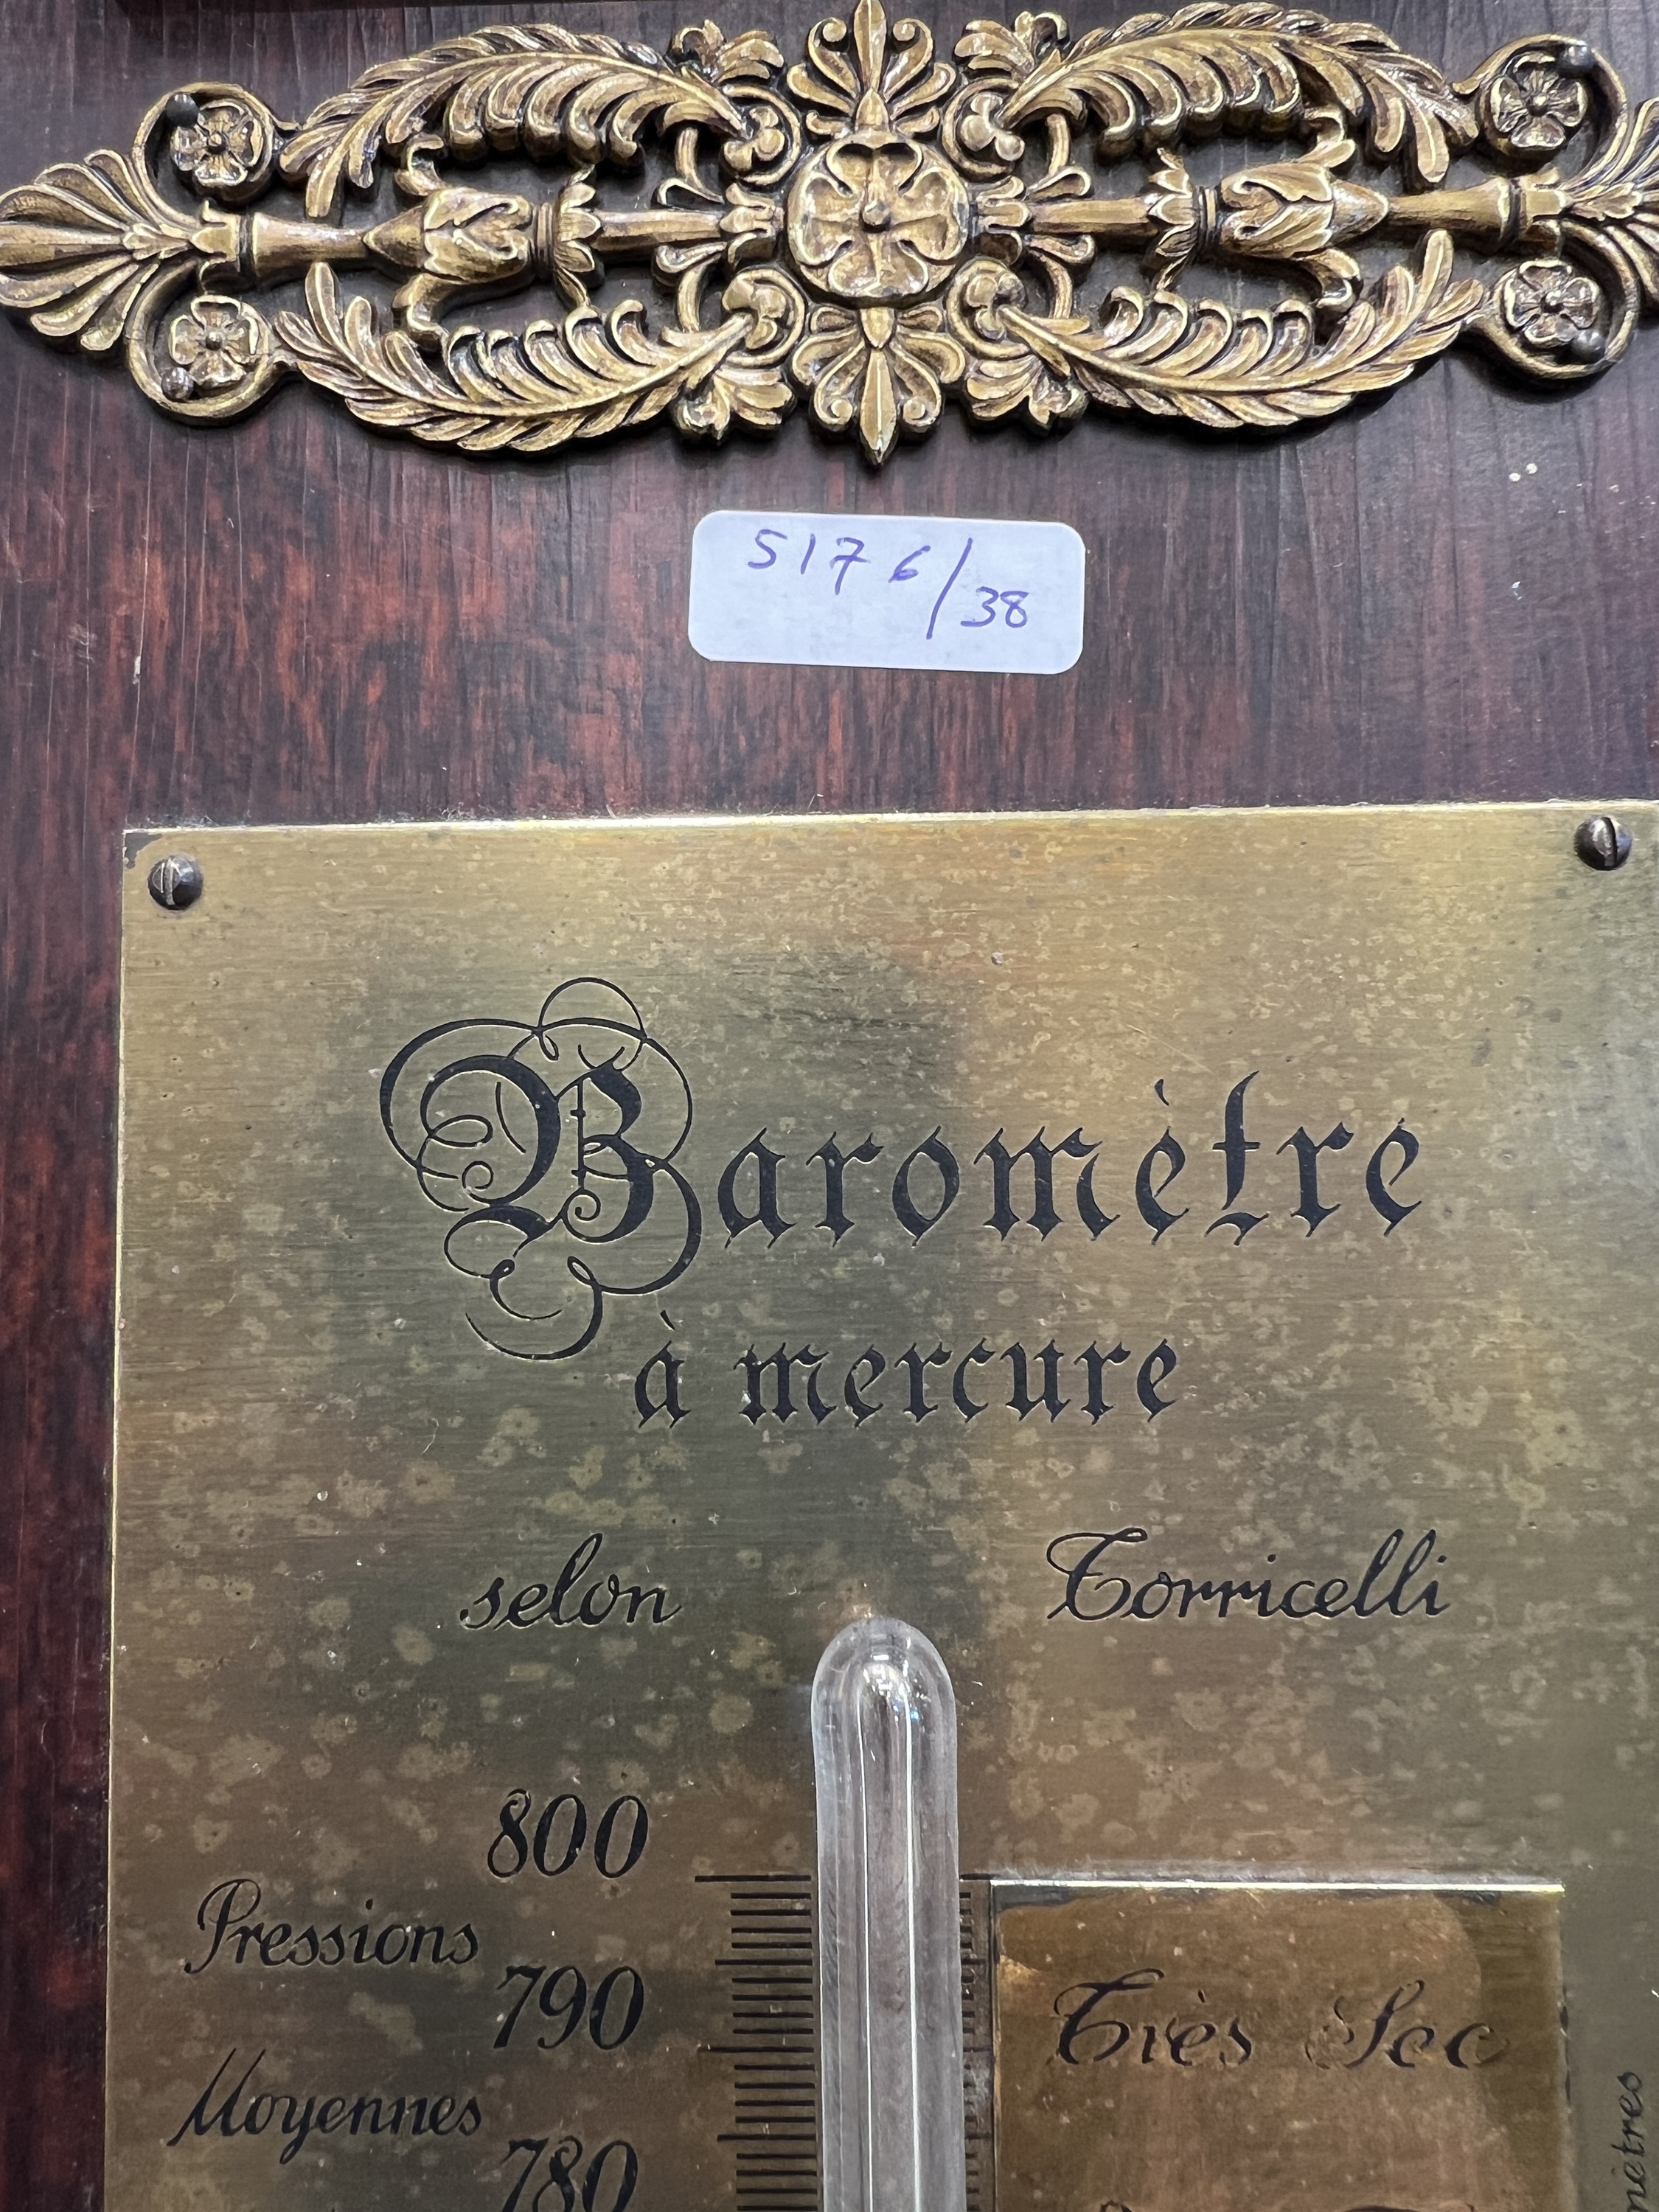 5176/38
Baromètre
à mercure
selon Torricelli
800
Pressions
790
Très Sec
Moyennes
780